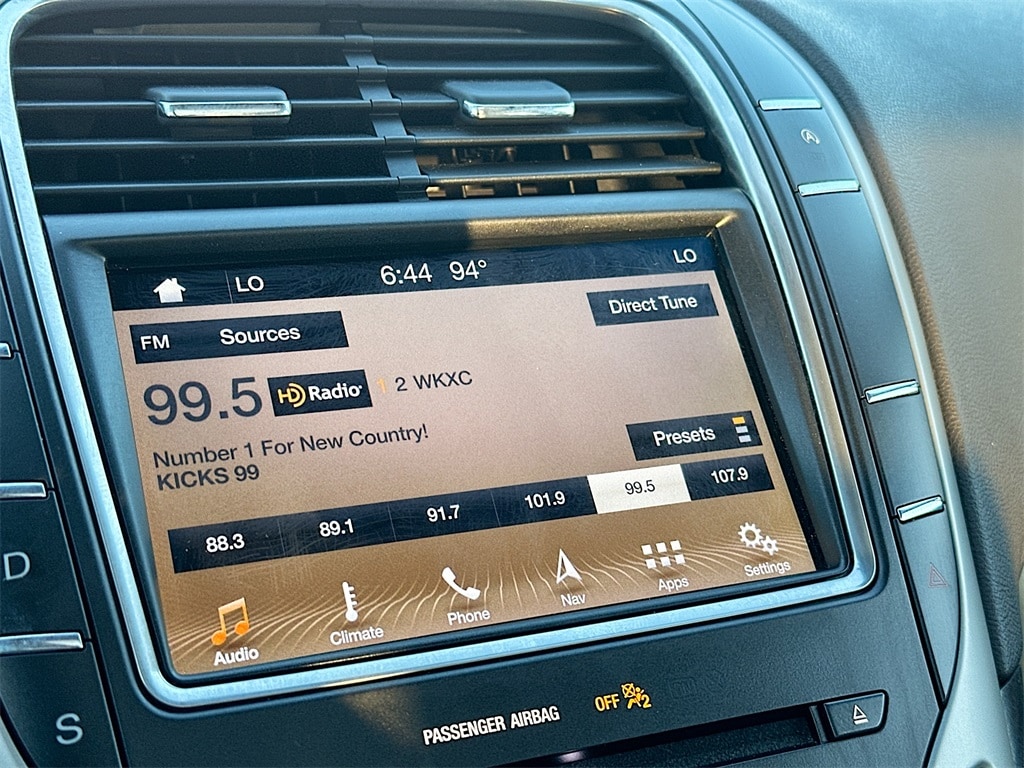 LO 6:44 94° LO
FM Sources Direct Tune
99.5 HD Radio 1 2 WKXC
Number 1 For New Country!
KICKS 99
Presets
88.3 89.1 91.7 101.9 99.5 107.9
Audio Climate Phone Nav Apps Settings
D
S
PASSENGER AIRBAG OFF 2
A